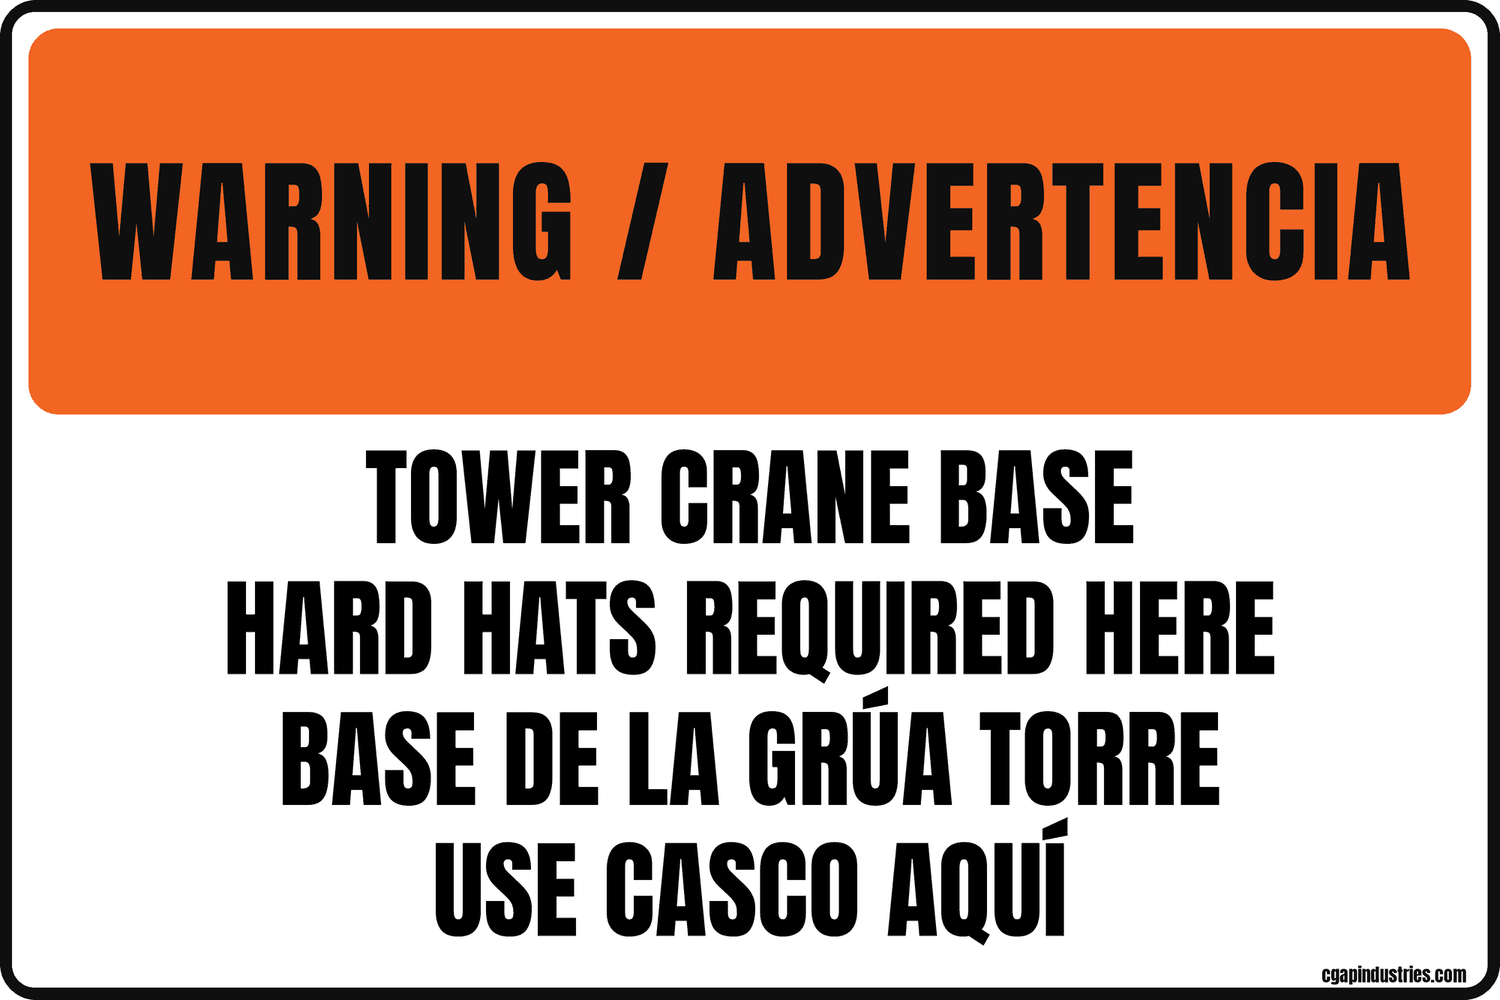 WARNING / ADVERTENCIA
TOWER CRANE BASE
HARD HATS REQUIRED HERE
BASE DE LA GRÚA TORRE
USE CASCO AQUÍ
cgapindustries.com